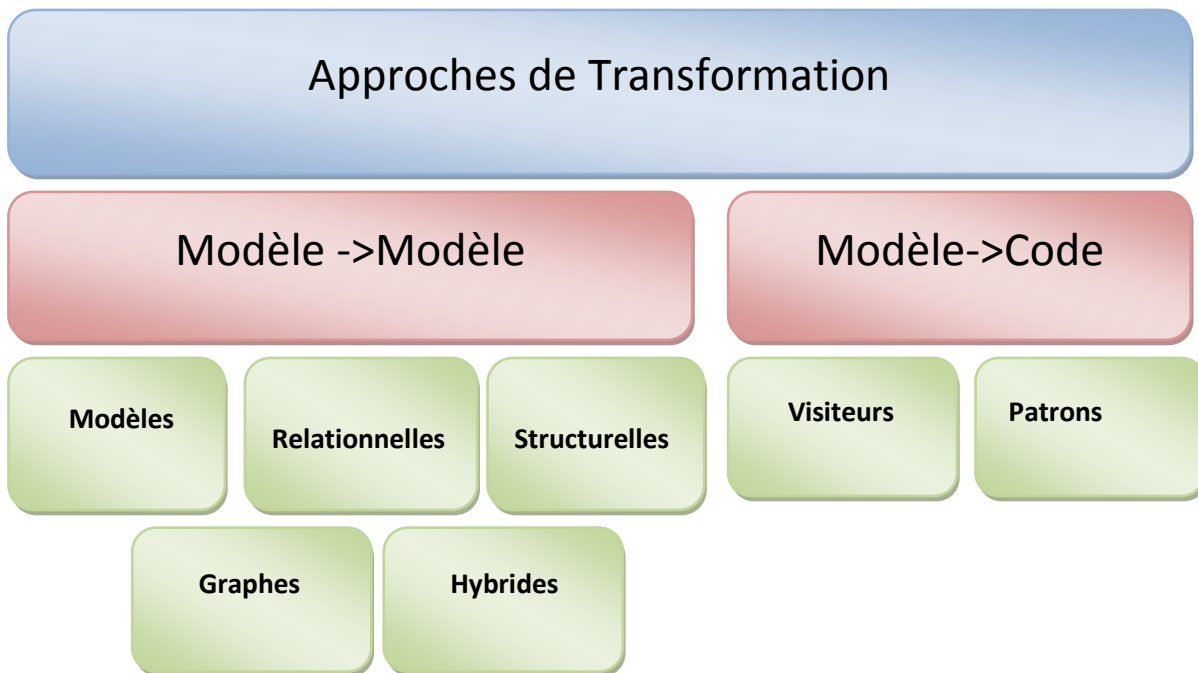 Approches de Transformation
Modèle ->Modèle
Modèle->Code
Modèles
Relationnelles
Structurelles
Visiteurs
Patrons
Graphes
Hybrides